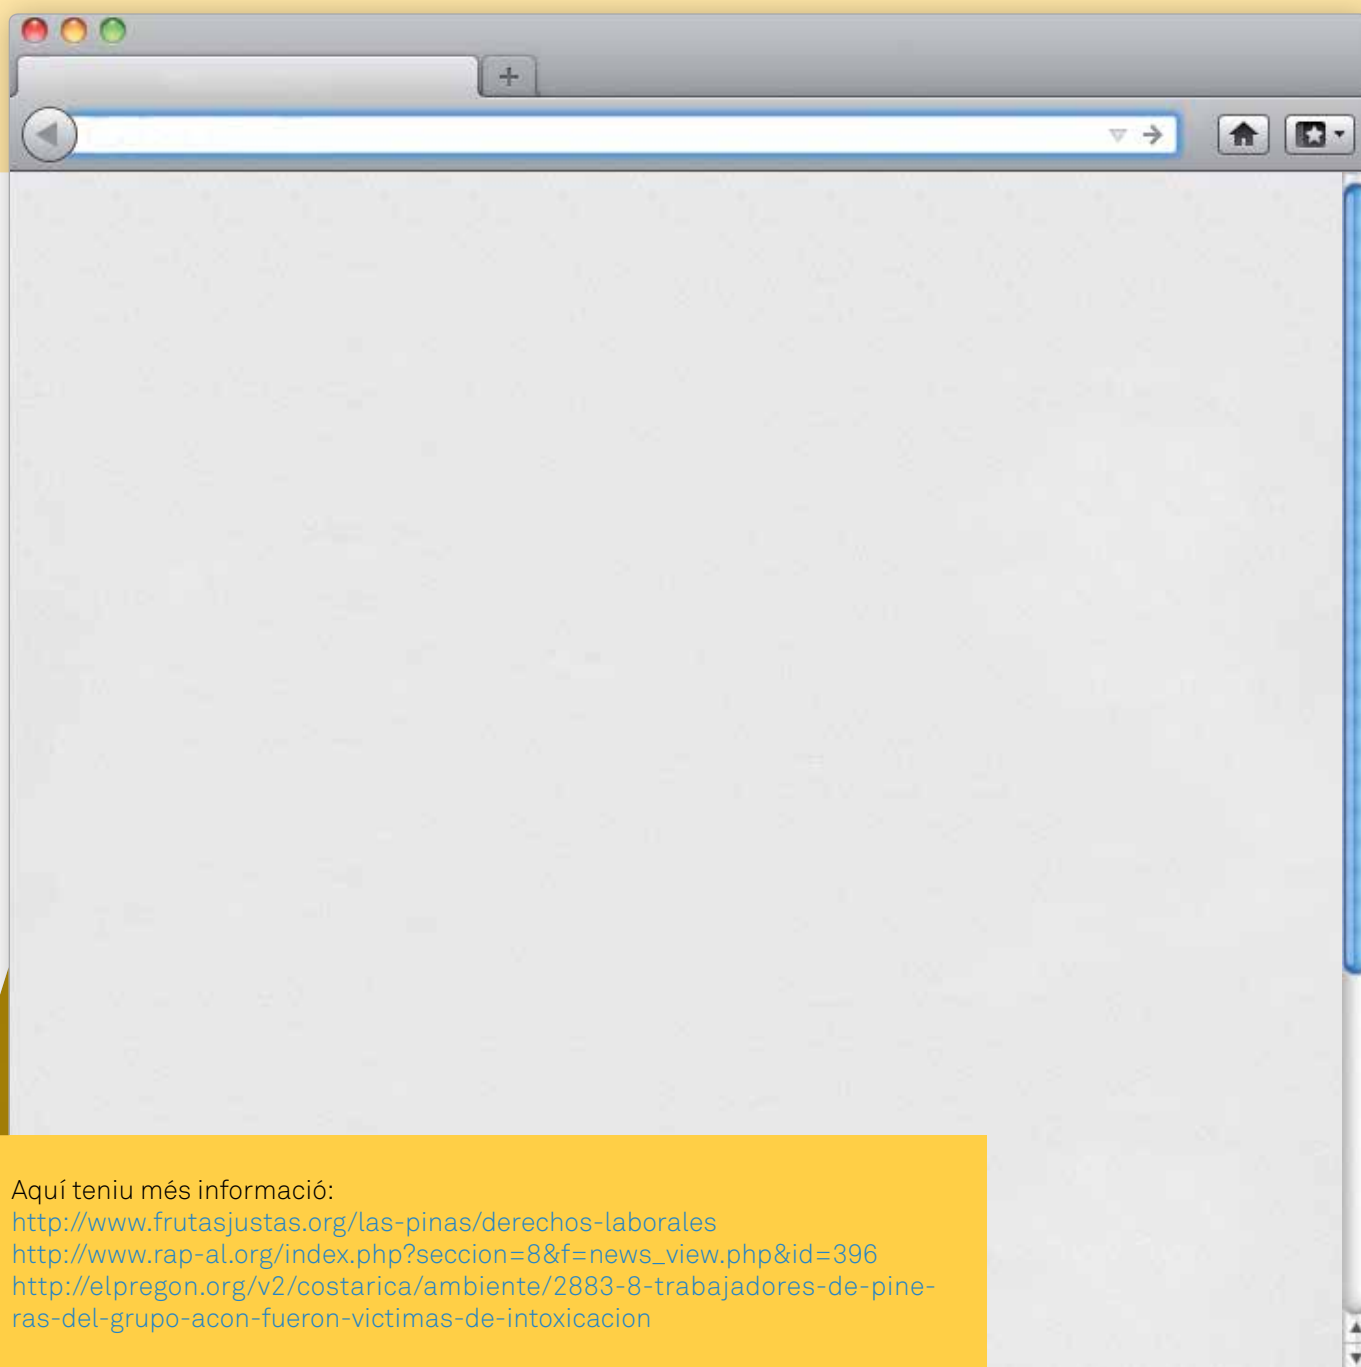 Aquí teniu més informació:
http://www.frutasjustas.org/las-pinas/derechos-laborales
http://www.rap-al.org/index.php?seccion=8&f=news_view.php&id=396
http://elpregon.org/v2/costarica/ambiente/2883-8-trabajadores-de-pine-
ras-del-grupo-acon-fueron-victimas-de-intoxicacion